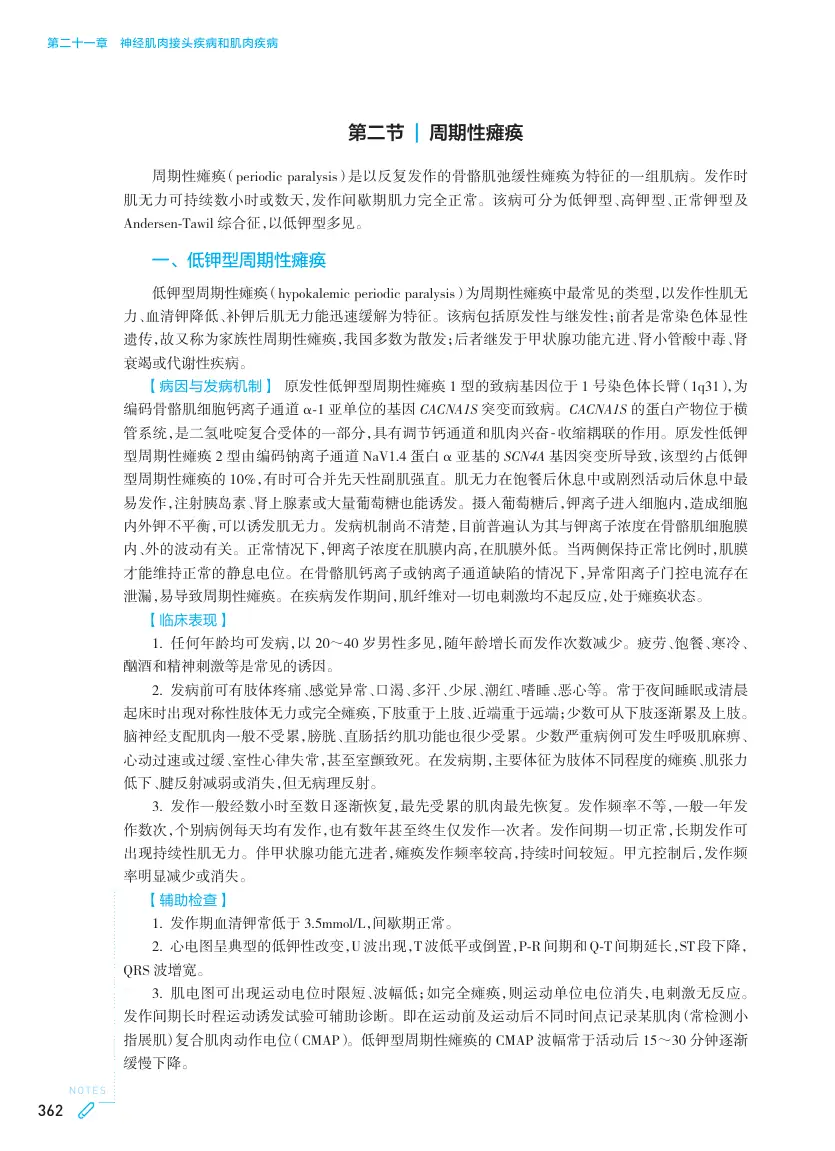 第二十一章　神经肌肉接头疾病和肌肉疾病
第二节 | 周期性瘫痪
周期性瘫痪（periodic paralysis）是以反复发作的骨骼肌弛缓性瘫痪为特征的一组肌病。发作时
肌无力可持续数小时或数天，发作间歇期肌力完全正常。该病可分为低钾型、高钾型、正常钾型及
Andersen-Tawil 综合征，以低钾型多见。
一、低钾型周期性瘫痪
低钾型周期性瘫痪（hypokalemic periodic paralysis）为周期性瘫痪中最常见的类型，以发作性肌无
力、血清钾降低、补钾后肌无力能迅速缓解为特征。该病包括原发性与继发性；前者是常染色体显性
遗传，故又称为家族性周期性瘫痪，我国多数为散发；后者继发于甲状腺功能亢进、肾小管酸中毒、肾
衰竭或代谢性疾病。
【病因与发病机制】 原发性低钾型周期性瘫痪 1 型的致病基因位于 1 号染色体长臂（1q31），为
编码骨骼肌细胞钙离子通道 α-1 亚单位的基因 CACNA1S 突变而致病。CACNA1S 的蛋白产物位于横
管系统，是二氢吡啶复合受体的一部分，具有调节钙通道和肌肉兴奋-收缩耦联的作用。原发性低钾
型周期性瘫痪 2 型由编码钠离子通道 NaV1.4 蛋白 α 亚基的 SCN4A 基因突变所导致，该型约占低钾
型周期性瘫痪的 10%，有时可合并先天性副肌强直。肌无力在饱餐后休息中或剧烈活动后休息中最
易发作，注射胰岛素、肾上腺素或大量葡萄糖也能诱发。摄入葡萄糖后，钾离子进入细胞内，造成细胞
内外钾不平衡，可以诱发肌无力。发病机制尚不清楚，目前普遍认为其与钾离子浓度在骨骼肌细胞膜
内、外的波动有关。正常情况下，钾离子浓度在肌膜内高，在肌膜外低。当两侧保持正常比例时，肌膜
才能维持正常的静息电位。在骨骼肌钙离子或钠离子通道缺陷的情况下，异常阳离子门控电流存在
泄漏，易导致周期性瘫痪。在疾病发作期间，肌纤维对一切电刺激均不起反应，处于瘫痪状态。
【临床表现】
1. 任何年龄均可发病，以 20～40 岁男性多见，随年龄增长而发作次数减少。疲劳、饱餐、寒冷、
酗酒和精神刺激等是常见的诱因。
2. 发病前可有肢体疼痛、感觉异常、口渴、多汗、少尿、潮红、嗜睡、恶心等。常于夜间睡眠或清晨
起床时出现对称性肢体无力或完全瘫痪，下肢重于上肢、近端重于远端；少数可从下肢逐渐累及上肢。
脑神经支配肌肉一般不受累，膀胱、直肠括约肌功能也很少受累。少数严重病例可发生呼吸肌麻痹、
心动过速或过缓、室性心律失常，甚至室颤致死。在发病期，主要体征为肢体不同程度的瘫痪、肌张力
低下、腱反射减弱或消失，但无病理反射。
3. 发作一般经数小时至数日逐渐恢复，最先受累的肌肉最先恢复。发作频率不等，一般一年发
作数次，个别病例每天均有发作，也有数年甚至终生仅发作一次者。发作间期一切正常，长期发作可
出现持续性肌无力。伴甲状腺功能亢进者，瘫痪发作频率较高，持续时间较短。甲亢控制后，发作频
率明显减少或消失。
【辅助检查】
1. 发作期血清钾常低于 3.5mmol/L，间歇期正常。
2. 心电图呈典型的低钾性改变，U 波出现，T 波低平或倒置，P-R 间期和 Q-T 间期延长，ST 段下降，
QRS 波增宽。
3. 肌电图可出现运动电位时限短、波幅低；如完全瘫痪，则运动单位电位消失，电刺激无反应。
发作间期长时程运动诱发试验可辅助诊断。即在运动前及运动后不同时间点记录某肌肉（常检测小
指展肌）复合肌肉动作电位（CMAP）。低钾型周期性瘫痪的 CMAP 波幅常于活动后 15～30 分钟逐渐
缓慢下降。
NOTES
362